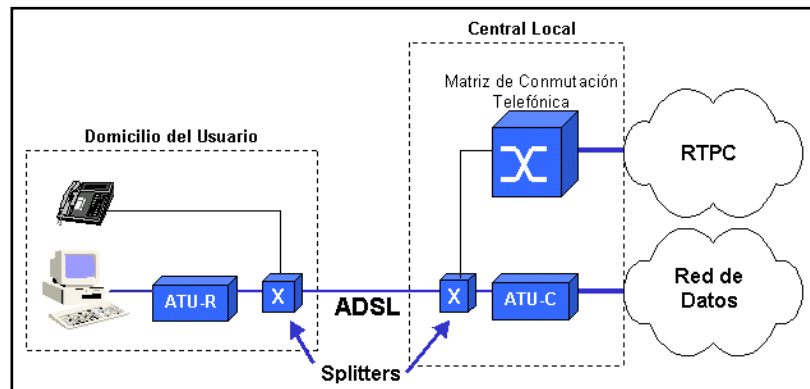 Central Local
Matriz de Conmutación
Telefónica
Domicilio del Usuario
RTPC
ATU-R
X
ADSL
X
ATU-C
Red de
Datos
Splitters